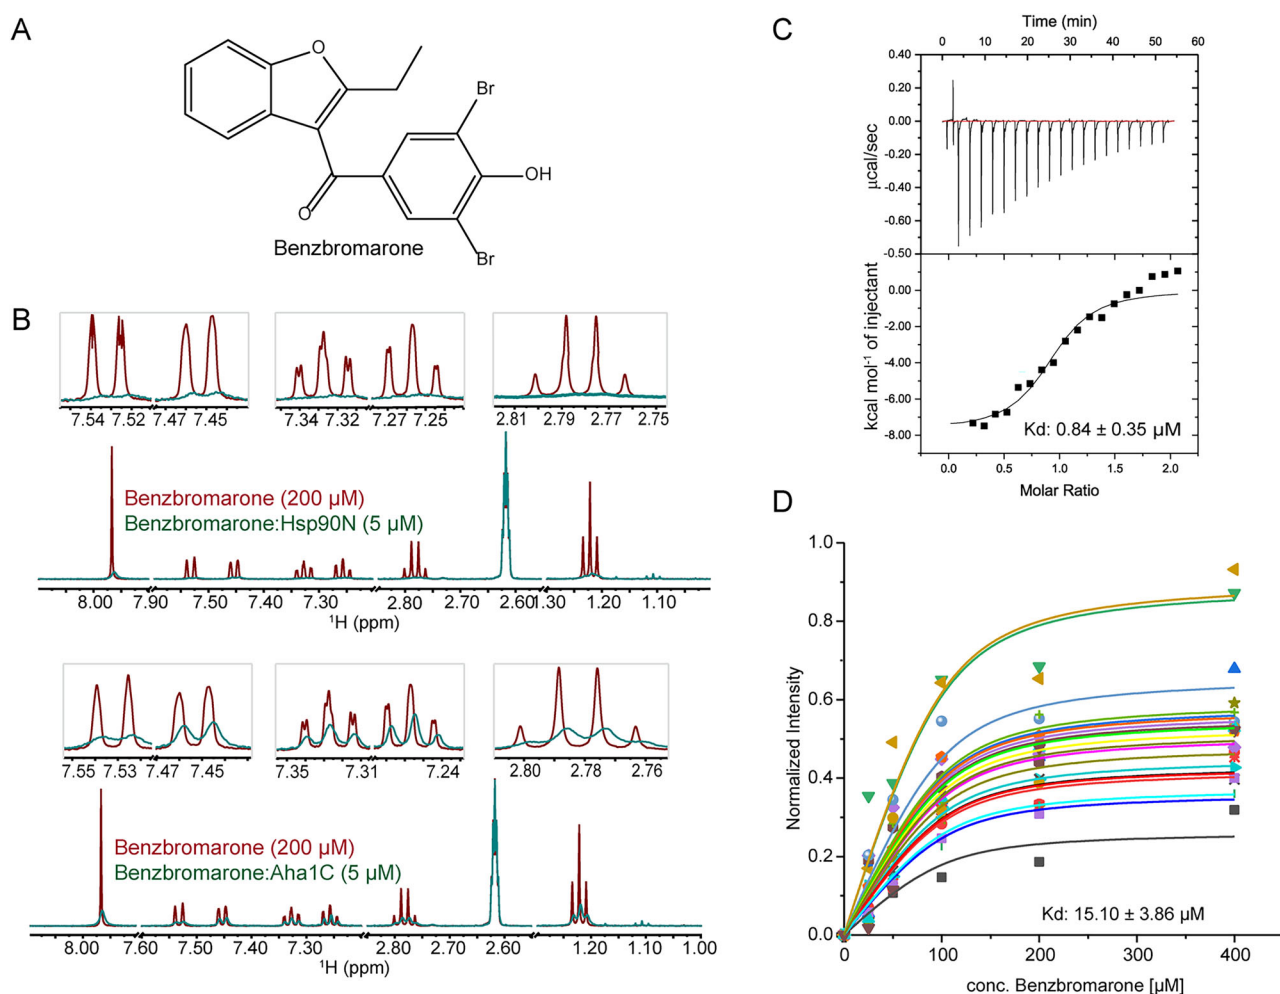 A
O
Br
OH
O
Br
Benzbromarone
B
7.54 7.52 7.47 7.45
7.34 7.32 7.27 7.25
2.81 2.79 2.77 2.75
Benzbromarone (200 µM)
Benzbromarone:Hsp90N (5 µM)
8.00 7.90 7.50 7.40 7.30 2.80 2.70 2.60 1.30 1.20 1.10
¹H (ppm)
7.55 7.53 7.47 7.45
7.35 7.31 7.24
2.80 2.78 2.76
Benzbromarone (200 µM)
Benzbromarone:Aha1C (5 µM)
8.00 7.60 7.50 7.40 7.30 2.80 2.70 2.60 1.20 1.10 1.00
¹H (ppm)
C
Time (min)
0 10 20 30 40 50 60
0.40
0.20
0.00
-0.20
-0.40
-0.60
-0.50
µcal/sec
0.00
-2.00
-4.00
-6.00
-8.00
kcal mol⁻¹ of injectant
Kd: 0.84 ± 0.35 µM
0.0 0.5 1.0 1.5 2.0
Molar Ratio
D
1.0
0.8
0.6
0.4
0.2
0.0
Normalized Intensity
Kd: 15.10 ± 3.86 µM
0 100 200 300 400
conc. Benzbromarone [µM]